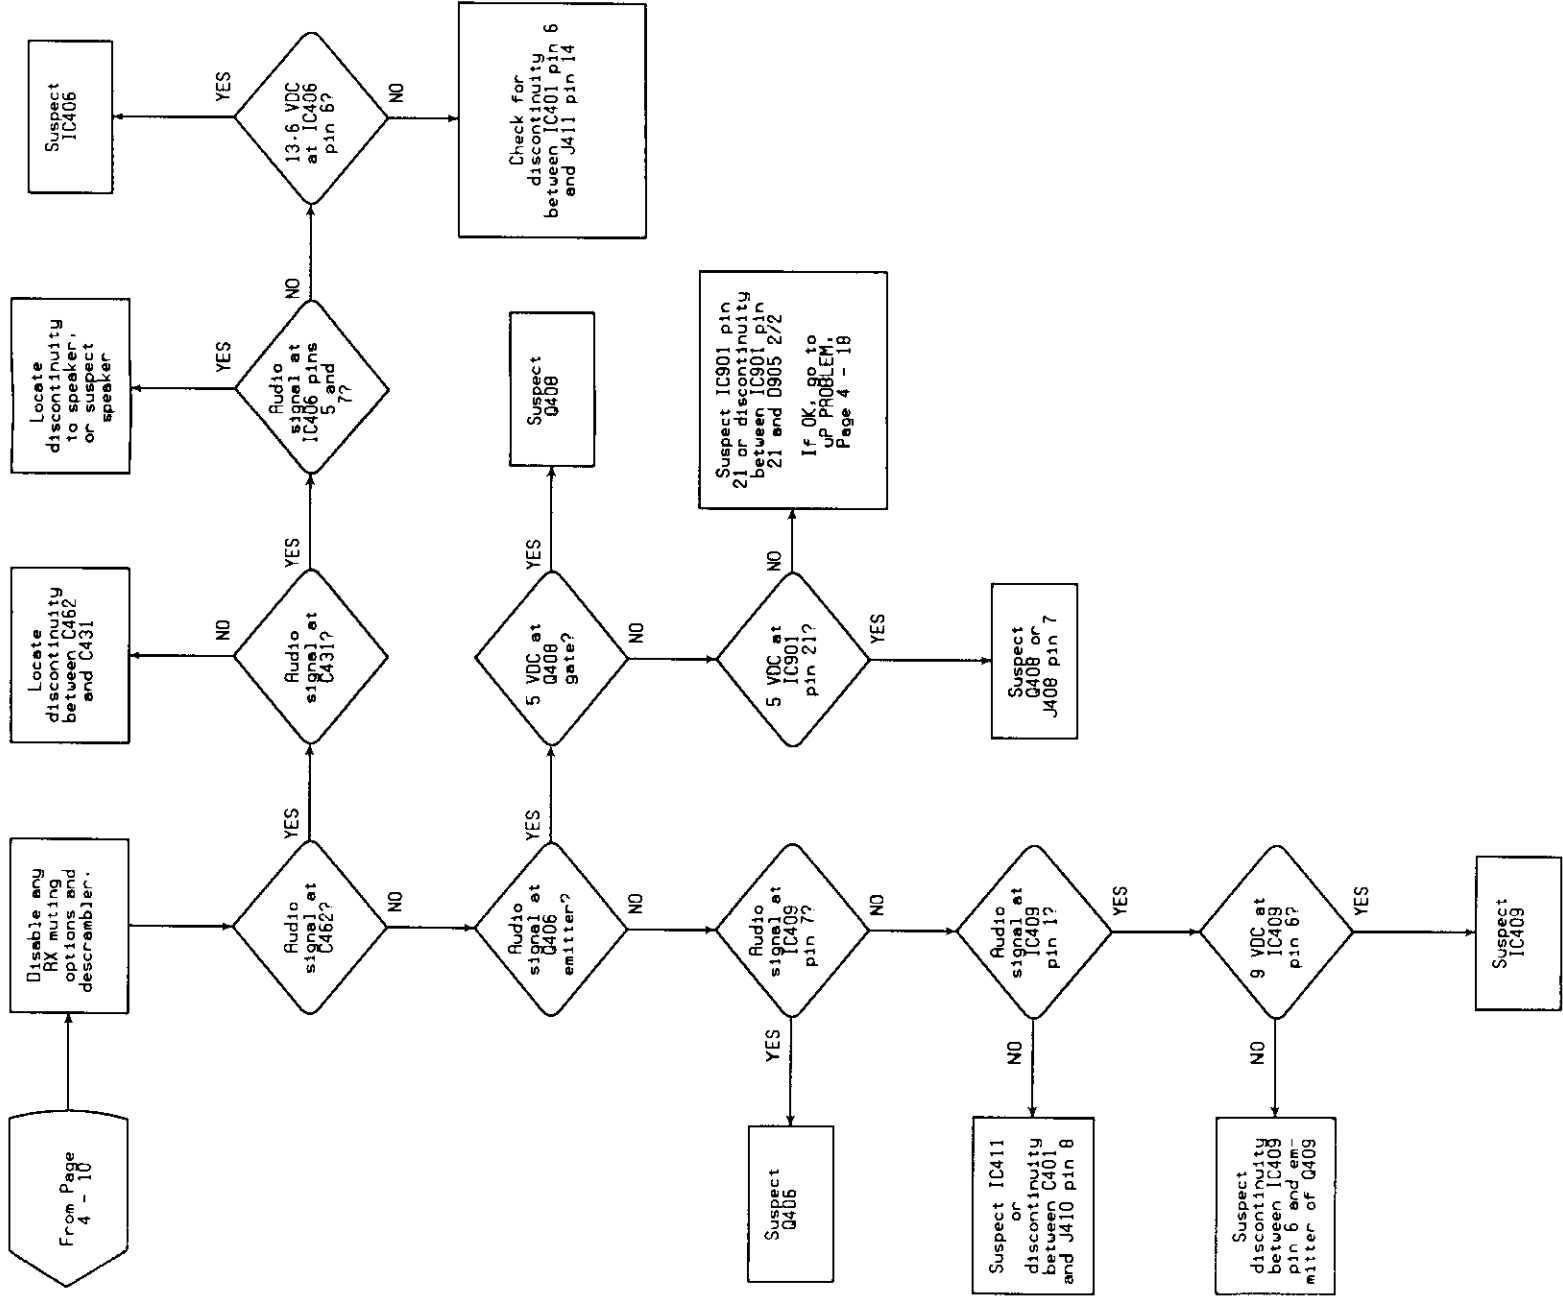 From Page
4 - 10
Disable any
RX muting
options and
descrambler.
Audio
signal at
C462?
YES
NO
Audio
signal at
C431?
NO
YES
Locate
discontinuity
between C462
and C431
Audio
signal at
IC406 pins
5 and
7?
YES
NO
Locate
discontinuity
to speaker,
or suspect
speaker
13.6 VDC
at IC406
pin 6?
YES
NO
Suspect
IC406
Check for
discontinuity
between IC401 pin 6
and J411 pin 14
Audio
signal at
Q406
emitter?
YES
NO
5 VDC at
Q408
gate?
YES
NO
Suspect
Q408
5 VDC at
IC901
pin 21?
NO
YES
Suspect IC901 pin
21 or discontinuity
between IC901 pin
21 and D905 2/2
If OK, go to
uP PROBLEM,
Page 4 - 18
Suspect
Q408 or
J408 pin 7
Audio
signal at
IC409
pin 7?
YES
NO
Suspect
Q406
Audio
signal at
IC409
pin 1?
NO
YES
Suspect IC411
or
discontinuity
between C401
and J410 pin 8
9 VDC at
IC409
pin 6?
NO
YES
Suspect
discontinuity
between IC409
pin 6 and em-
mitter of Q409
Suspect
IC409